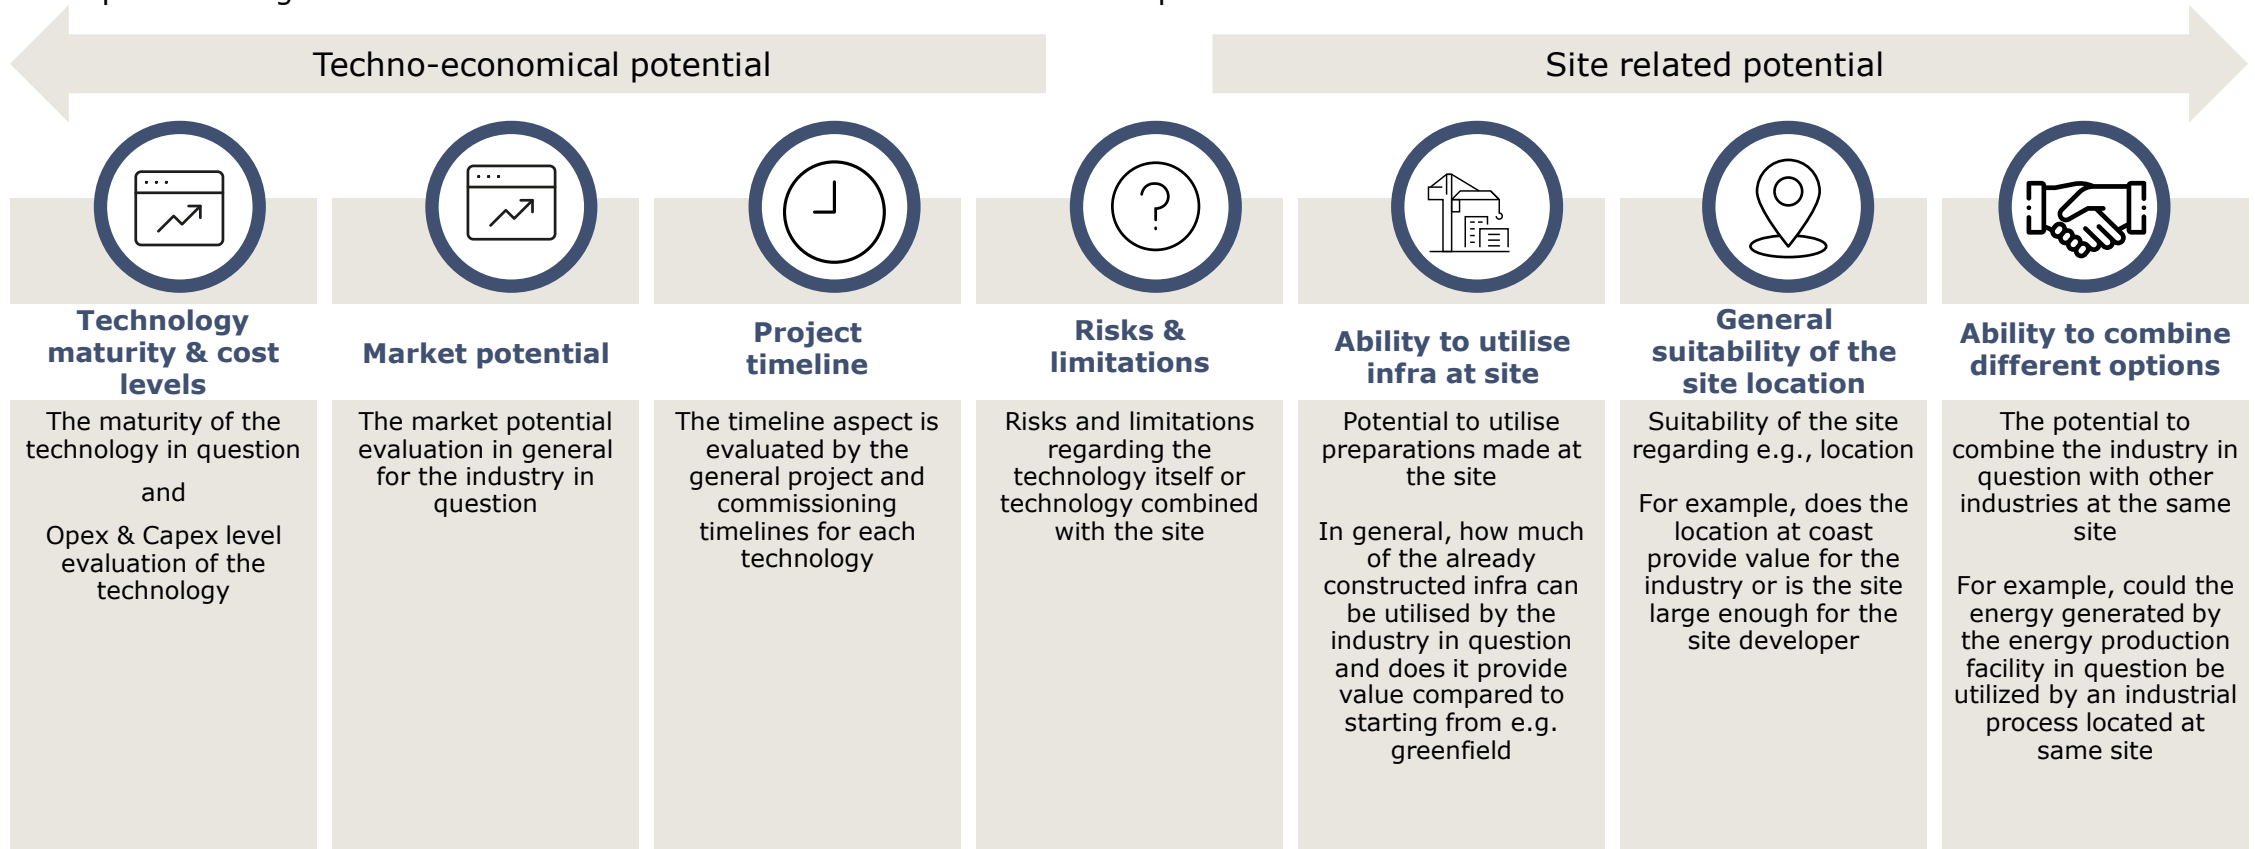 Techno-economical potential
Site related potential
Technology
maturity & cost
levels
The maturity of the
technology in question
and
Opex & Capex level
evaluation of the
technology
Market potential
The market potential
evaluation in general
for the industry in
question
Project
timeline
The timeline aspect is
evaluated by the
general project and
commissioning
timelines for each
technology
Risks &
limitations
Risks and limitations
regarding the
technology itself or
technology combined
with the site
Ability to utilise
infra at site
Potential to utilise
preparations made at
the site
In general, how much
of the already
constructed infra can
be utilised by the
industry in question
and does it provide
value compared to
starting from e.g.
greenfield
General
suitability of the
site location
Suitability of the site
regarding e.g., location
For example, does the
location at coast
provide value for the
industry or is the site
large enough for the
site developer
Ability to combine
different options
The potential to
combine the industry in
question with other
industries at the same
site
For example, could the
energy generated by
the energy production
facility in question be
utilized by an industrial
process located at
same site